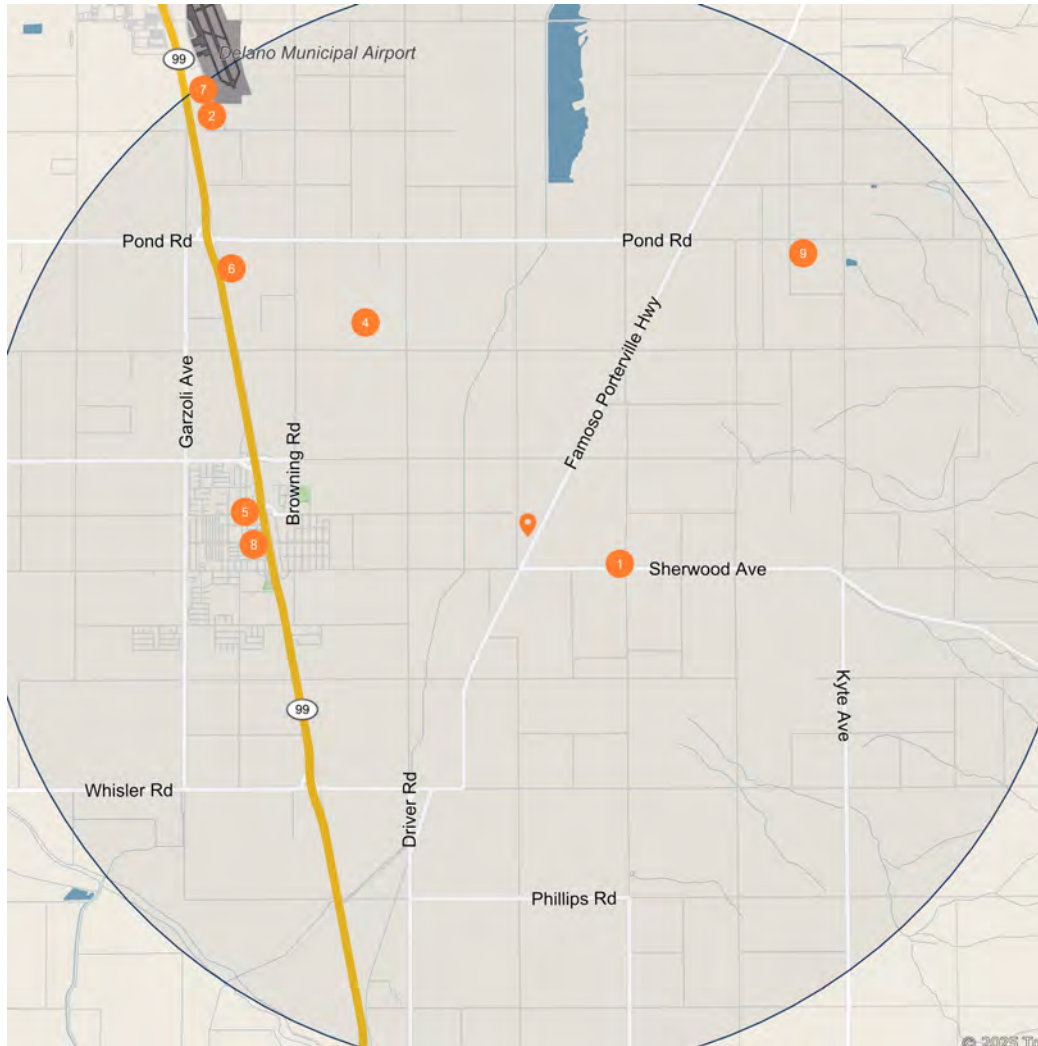 Delano Municipal Airport
99
7
2
Pond Rd
Pond Rd
9
6
4
Famoso Porterville Hwy
Garzoli Ave
Browning Rd
5
8
1
Sherwood Ave
Kyte Ave
99
Whisler Rd
Driver Rd
Phillips Rd
© 2025